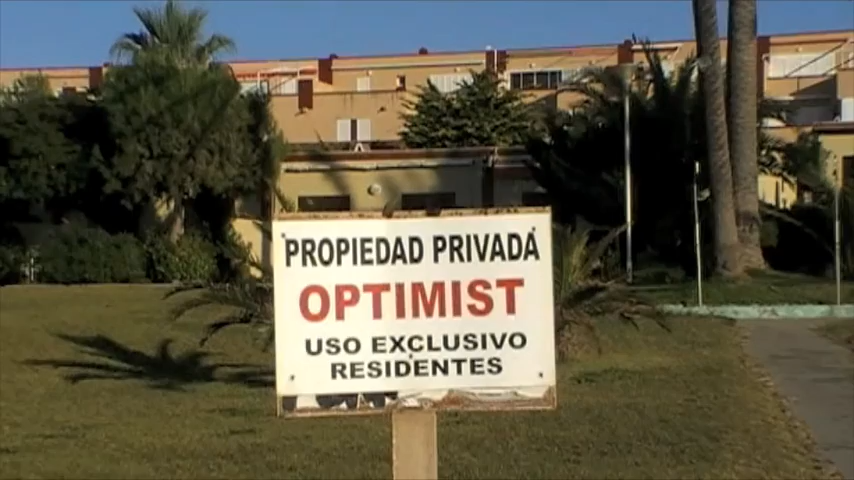 PROPIEDAD PRIVADA
OPTIMIST
USO EXCLUSIVO
RESIDENTES